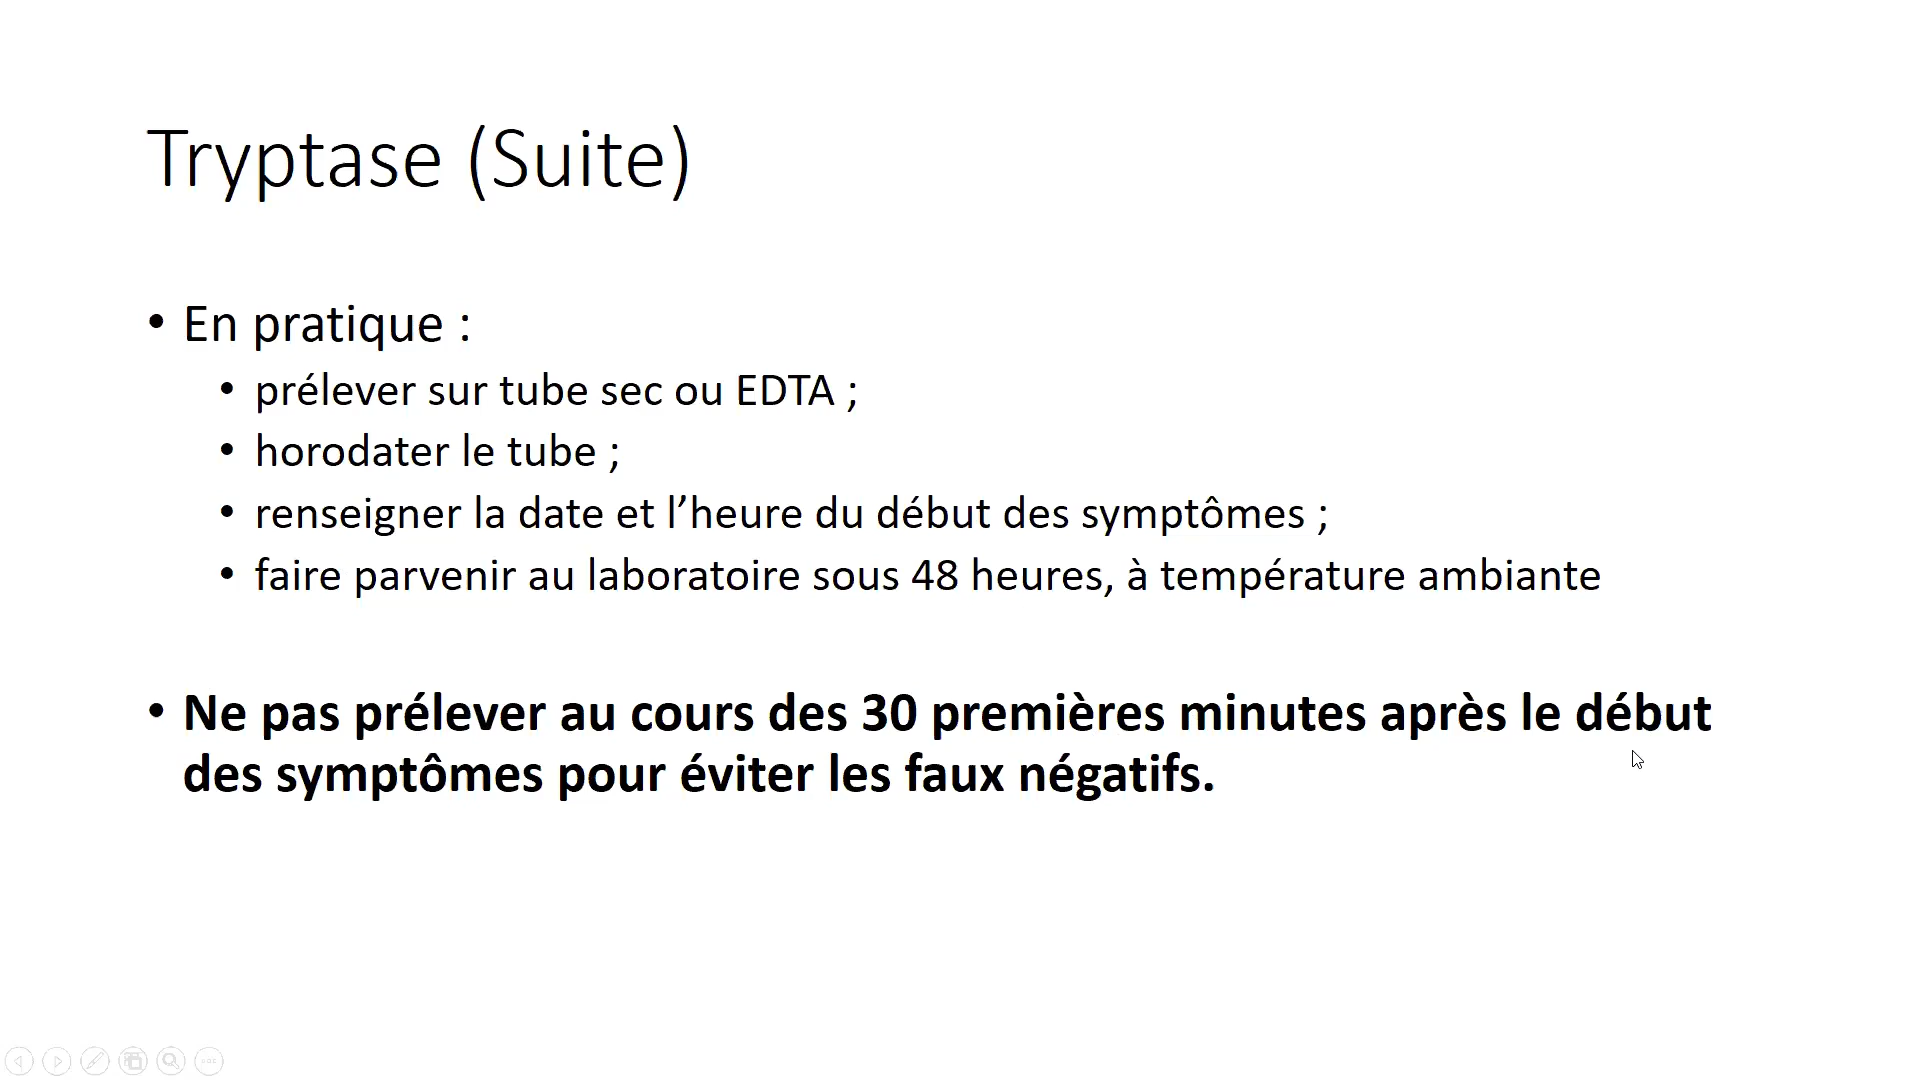 Tryptase (Suite)
• En pratique :
• prélever sur tube sec ou EDTA ;
• horodater le tube ;
• renseigner la date et l’heure du début des symptômes ;
• faire parvenir au laboratoire sous 48 heures, à température ambiante
• Ne pas prélever au cours des 30 premières minutes après le début
des symptômes pour éviter les faux négatifs.